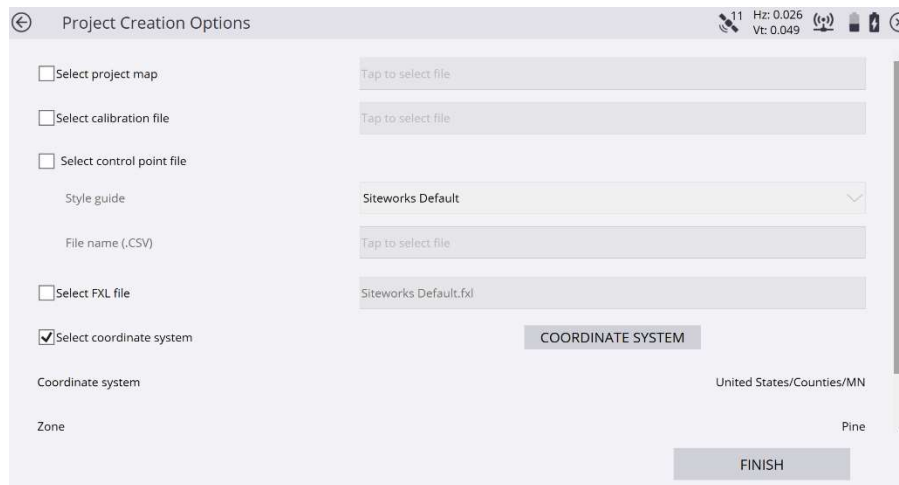 Project Creation Options
11
Hz: 0.026
Vt: 0.049
Select project map
Tap to select file
Select calibration file
Tap to select file
Select control point file
Style guide
Siteworks Default
File name (.CSV)
Tap to select file
Select FXL file
Siteworks Default.fxl
Select coordinate system
COORDINATE SYSTEM
Coordinate system
United States/Counties/MN
Zone
Pine
FINISH